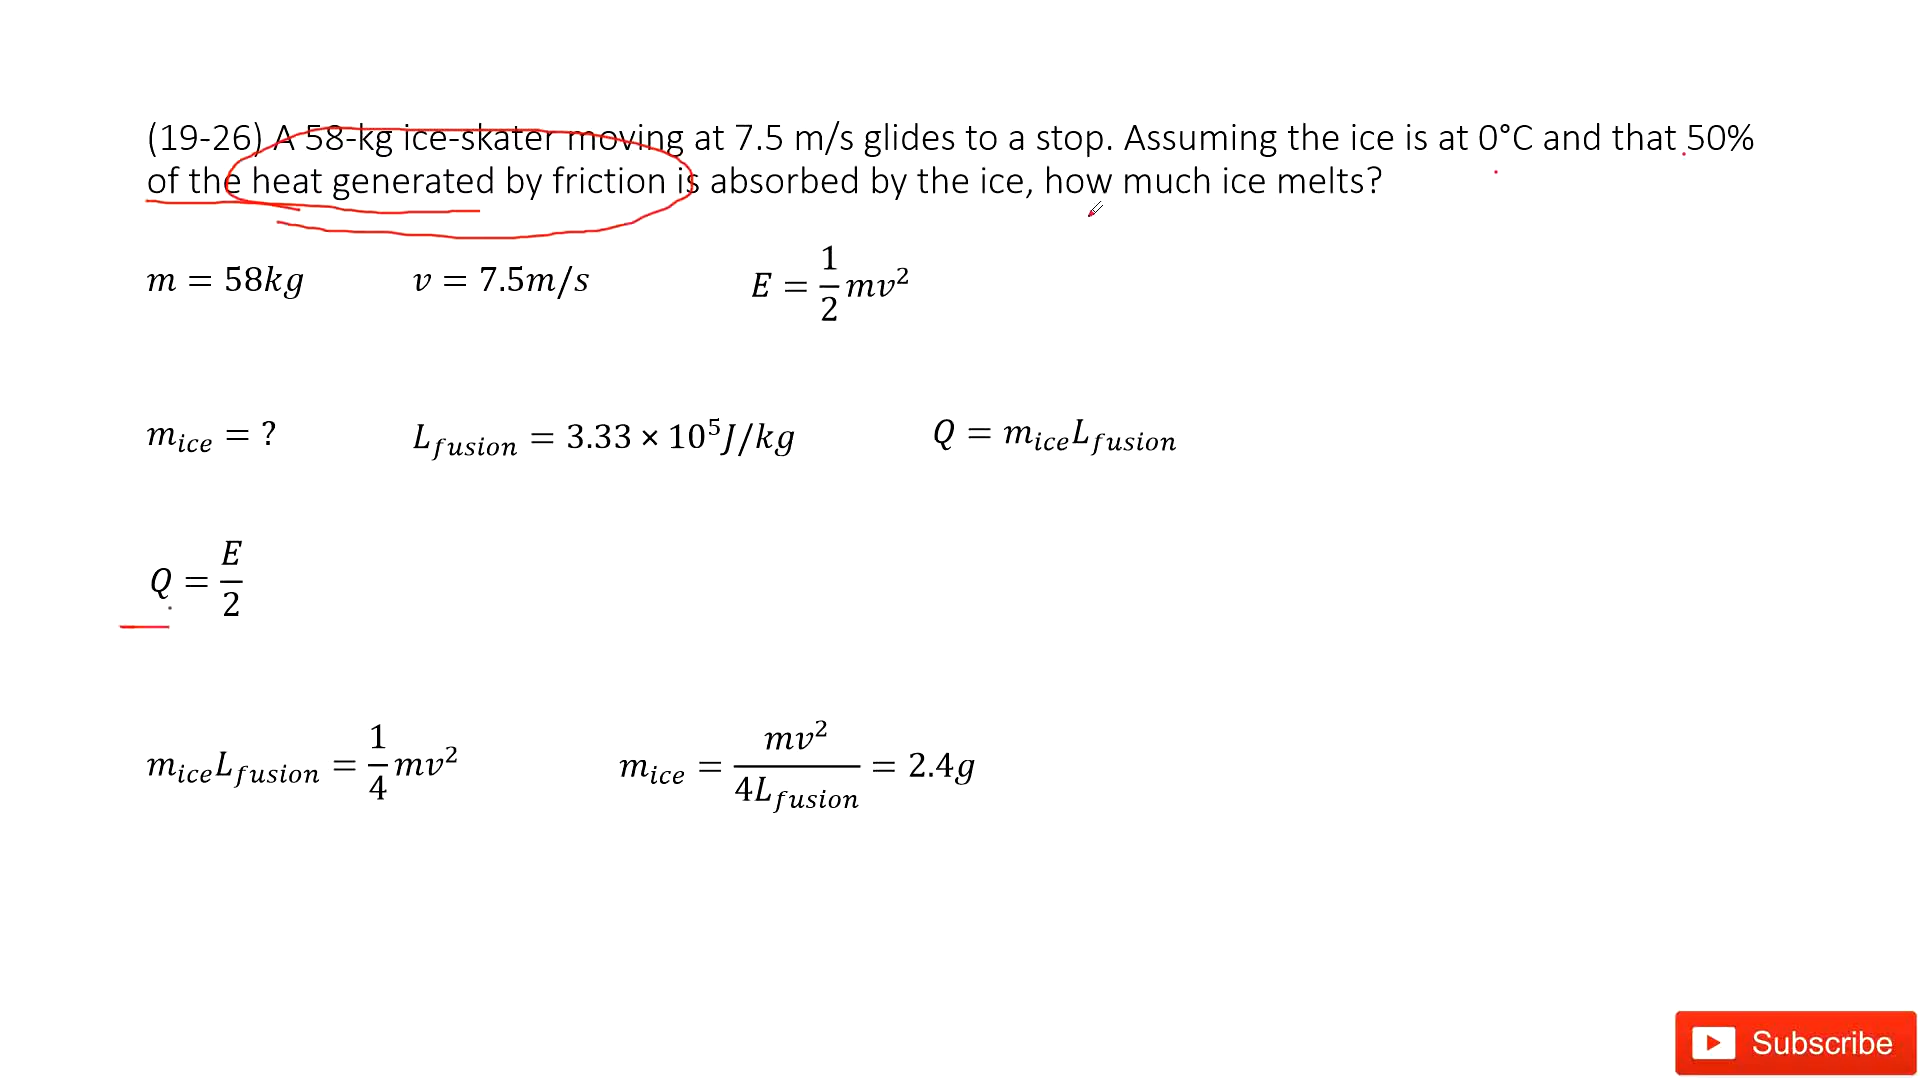 (19-26) A 58-kg ice-skater moving at 7.5 m/s glides to a stop. Assuming the ice is at 0°C and that 50%
of the heat generated by friction is absorbed by the ice, how much ice melts?
m = 58kg v = 7.5m/s E = 1/2 mv²
m_ice = ? L_fusion = 3.33 × 10⁵J/kg Q = m_ice L_fusion
Q = E/2
m_ice L_fusion = 1/4 mv² m_ice = mv²/4L_fusion = 2.4g
Subscribe